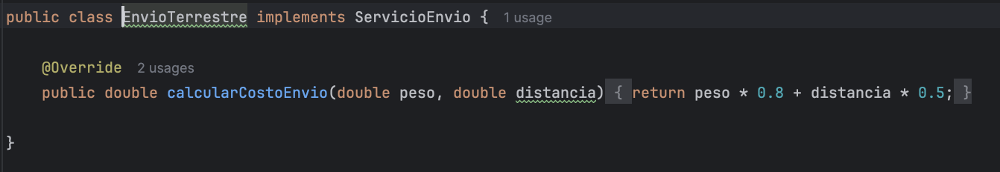 public class EnvioTerrestre implements ServicioEnvio { 1 usage
@Override 2 usages
public double calcularCostoEnvio(double peso, double distancia) { return peso * 0.8 + distancia * 0.5; }
}